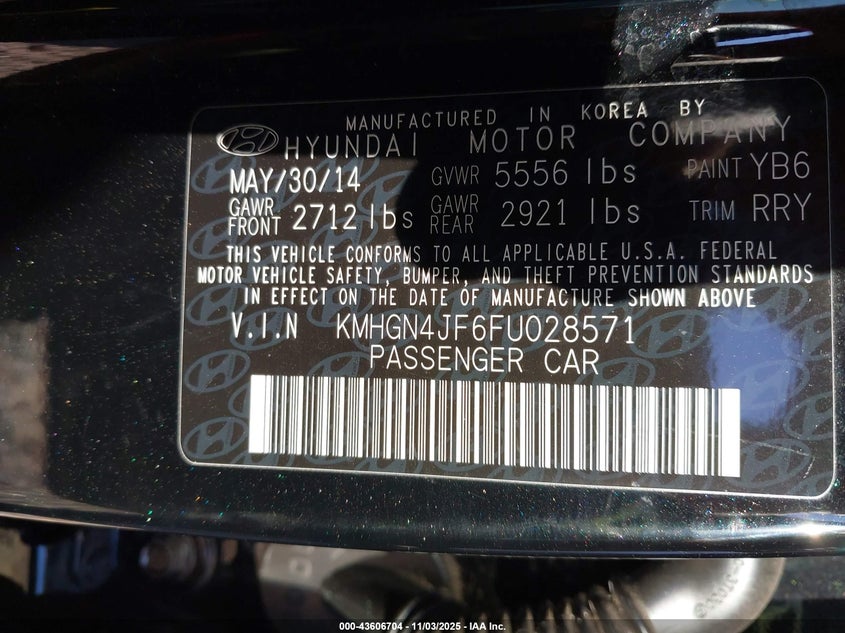 MANUFACTURED IN KOREA BY
HYUNDAI MOTOR COMPANY
MAY/30/14 GVWR 5556 lbs PAINT YB6
GAWR FRONT 2712 lbs GAWR REAR 2921 lbs TRIM RRY
THIS VEHICLE CONFORMS TO ALL APPLICABLE U.S.A. FEDERAL
MOTOR VEHICLE SAFETY, BUMPER, AND THEFT PREVENTION STANDARDS
IN EFFECT ON THE DATE OF MANUFACTURE SHOWN ABOVE
V.I.N KMHGN4JF6FU028571
PASSENGER CAR
000-43606704 - 11/03/2025 - IAA Inc.